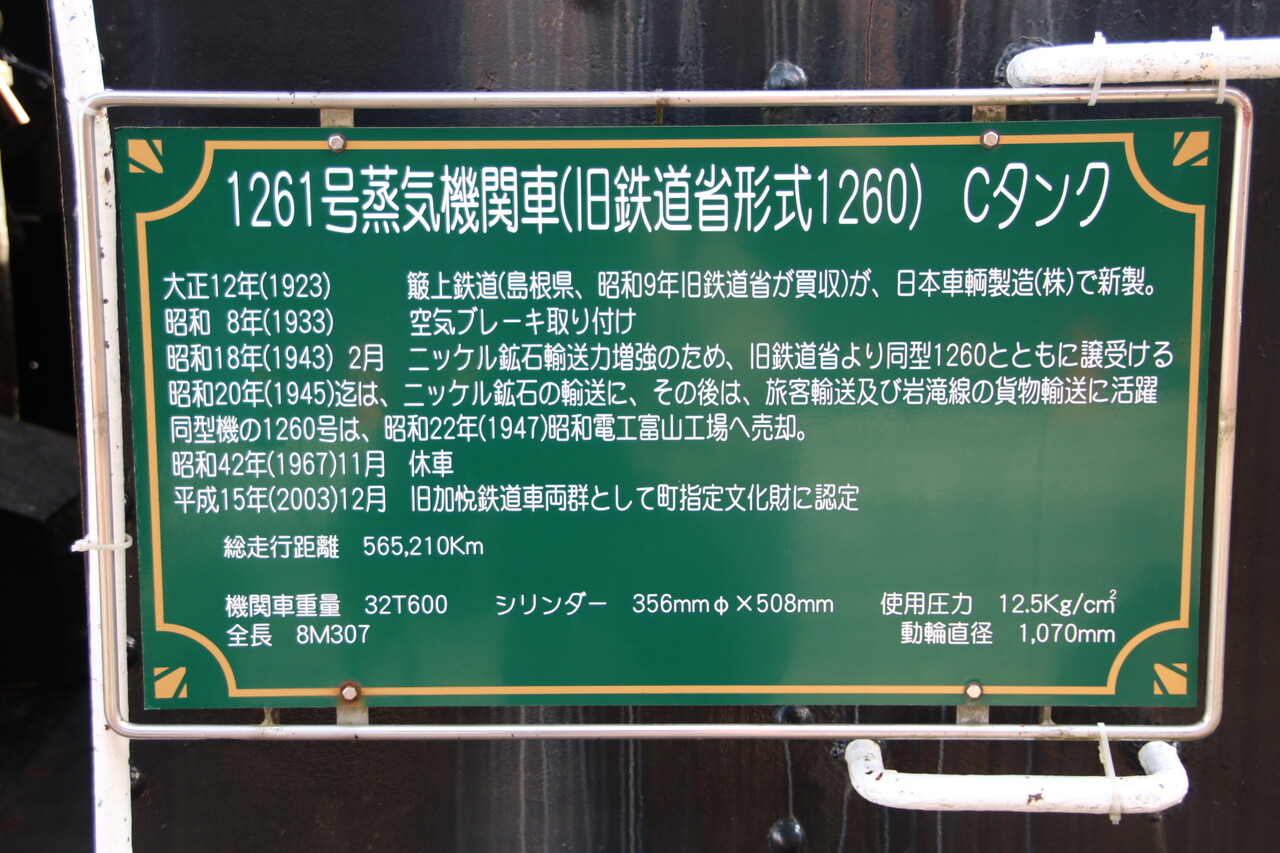 1261号蒸気機関車(旧鉄道省形式1260)　Cタンク
大正12年(1923)　簸上鉄道(島根県、昭和9年旧鉄道省が買収)が、日本車輌製造(株)で新製。
昭和 8年(1933)　空気ブレーキ取り付け
昭和18年(1943) 2月　ニッケル鉱石輸送力増強のため、旧鉄道省より同型1260とともに譲受ける
昭和20年(1945)迄は、ニッケル鉱石の輸送に、その後は、旅客輸送及び岩滝線の貨物輸送に活躍
同型機の1260号は、昭和22年(1947)昭和電工富山工場へ売却。
昭和42年(1967)11月　休車
平成15年(2003)12月　旧加悦鉄道車両群として町指定文化財に認定
総走行距離　565,210Km
機関車重量　32T600　シリンダー　356mmφ×508mm　使用圧力　12.5Kg/cm²
全長　8M307　動輪直径　1,070mm